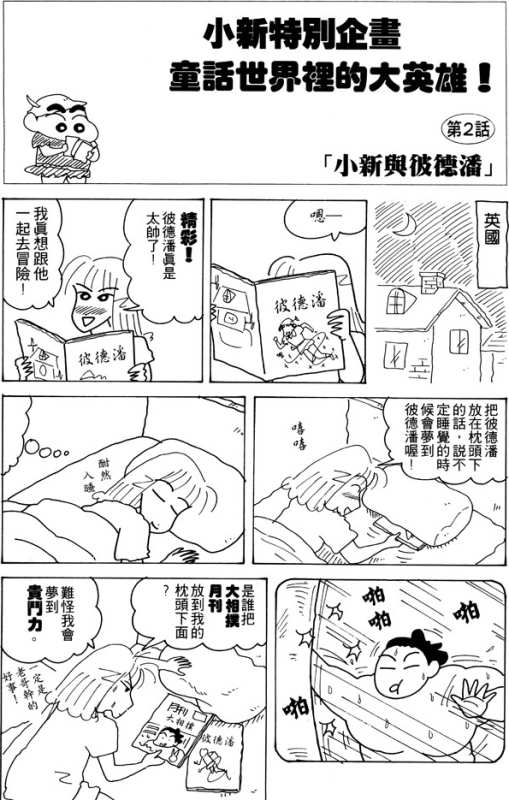 小新特別企畫
童話世界裡的大英雄！
第2話
「小新與彼德潘」
英國
嗯—
彼德潘
精彩！
彼德潘真是
太帥了！
我真想跟他
一起去冒險！
彼德潘
把彼德潘
放在枕頭下
的話，說不
定睡覺的時
候會夢到
彼德潘喔！
嘻
嘻
酣然
入睡
啪
啪
啪
啪
是誰把
大相撲
月刊
放到我的
枕頭下面
？
難怪我會
夢到
貴鬥力。
一定是
老哥幹的
好事！
月刊
大相撲
彼德潘